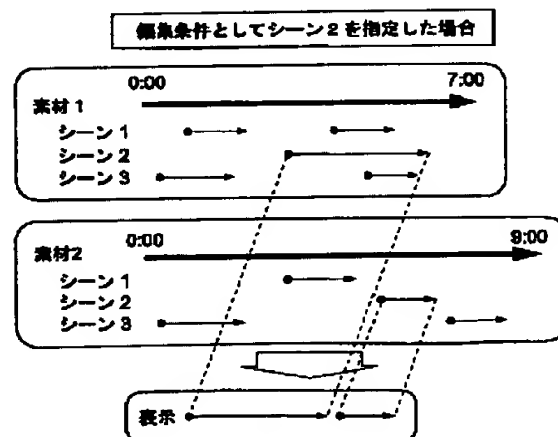 編集条件としてシーン2を指定した場合
0:00 7:00
素材1
シーン1
シーン2
シーン3
0:00 9:00
素材2
シーン1
シーン2
シーン3
表示